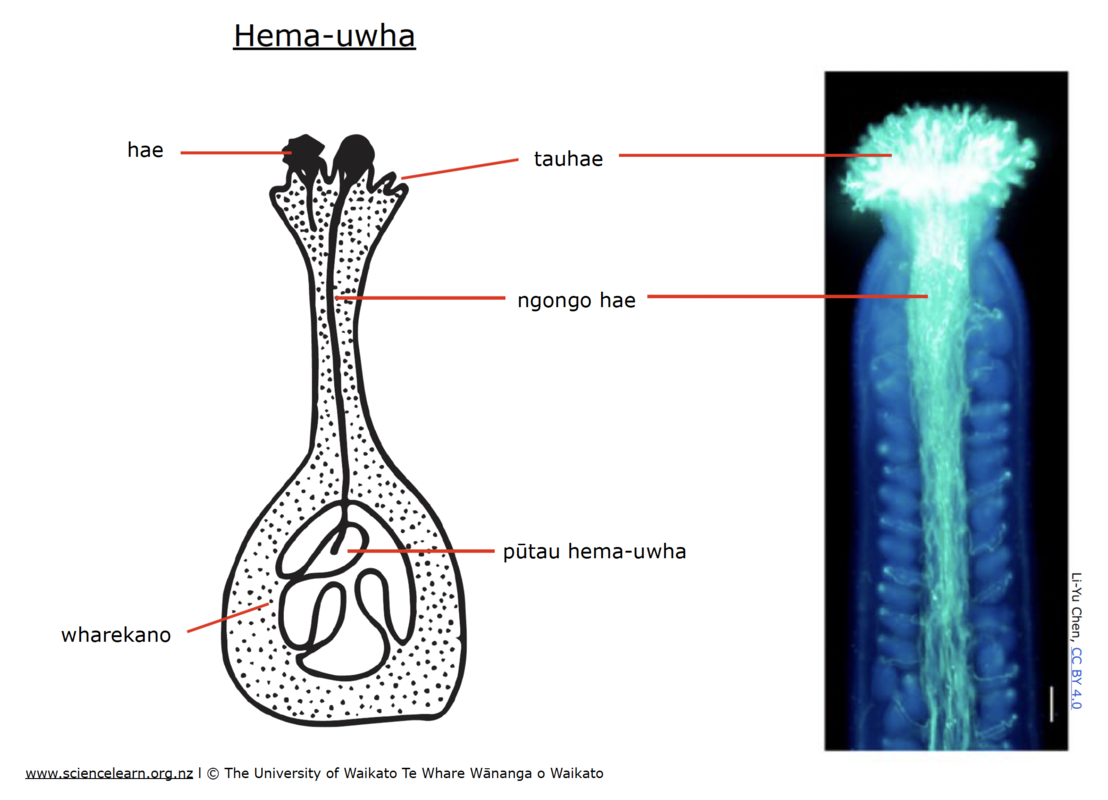 Hema-uwha
hae
tauhae
ngongo hae
pūtau hema-uwha
wharekano
Li-Yu Chen, CC BY 4.0
www.sciencelearn.org.nz l © The University of Waikato Te Whare Wānanga o Waikato